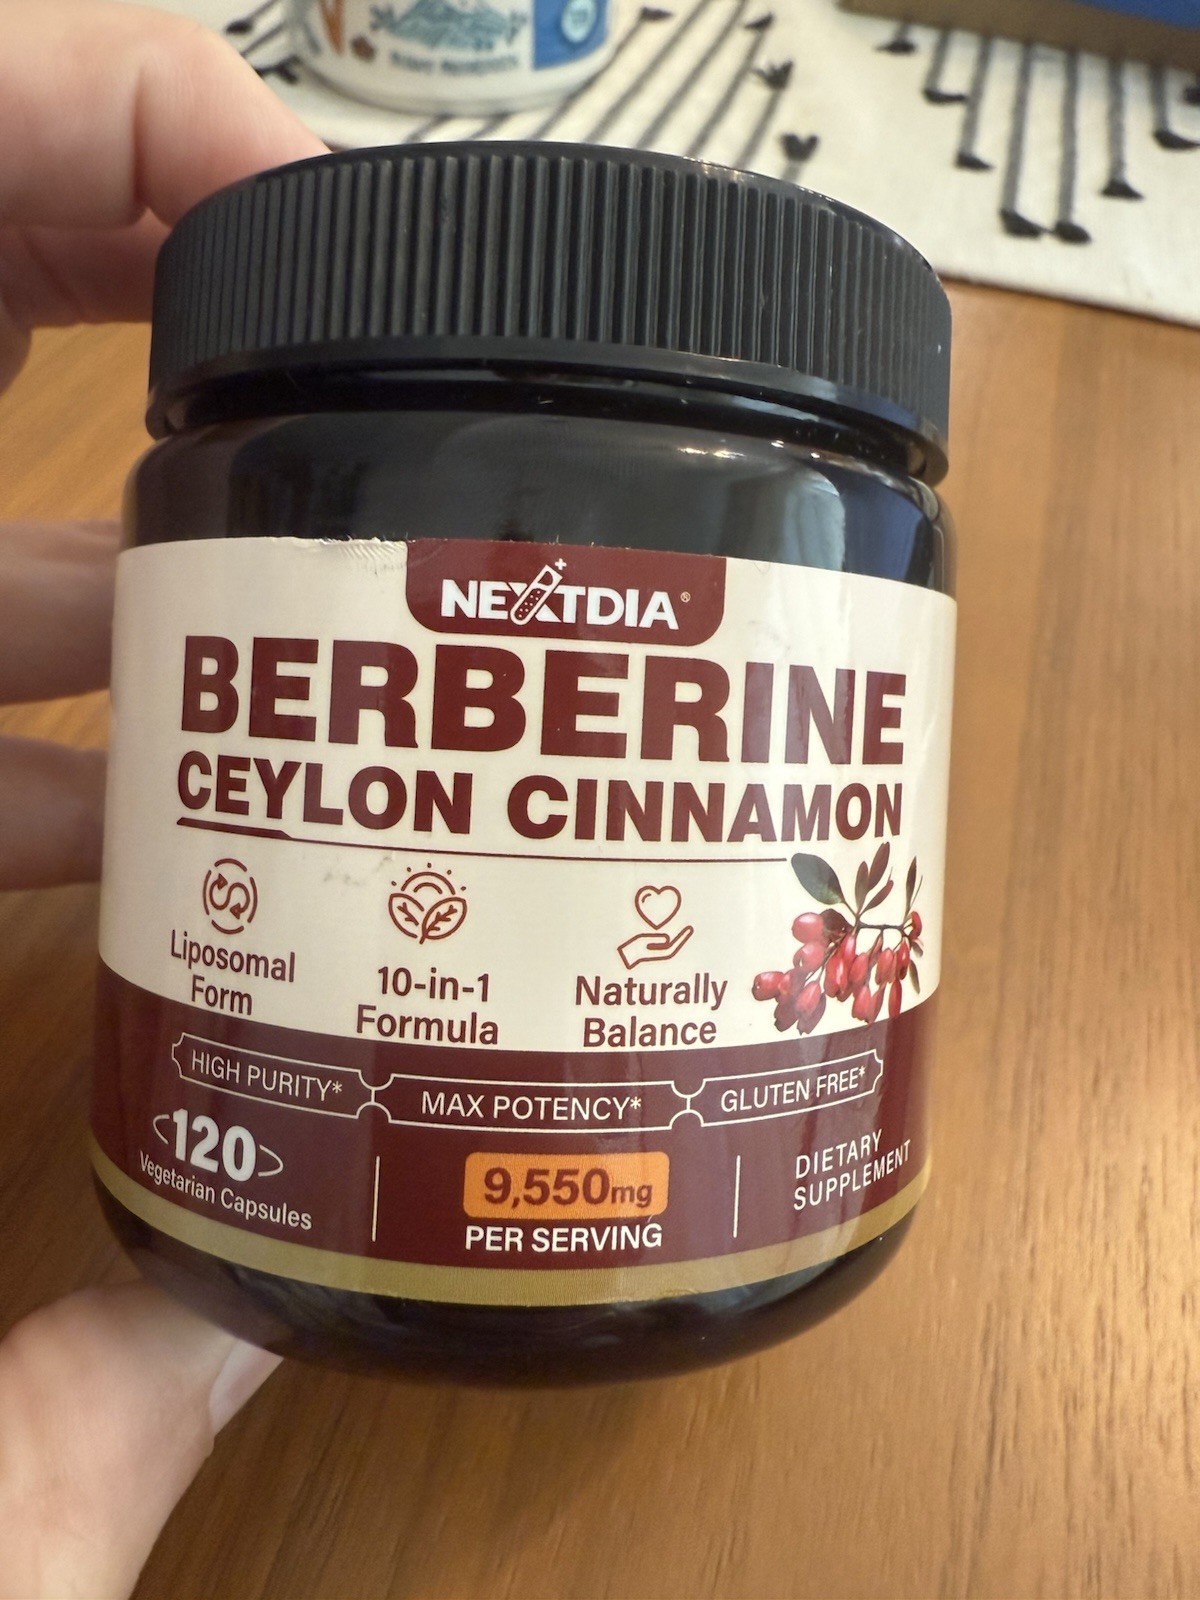 NEXTDIA®
BERBERINE
CEYLON CINNAMON
Liposomal
Form
10-in-1
Formula
Naturally
Balance
HIGH PURITY*
MAX POTENCY*
GLUTEN FREE*
120
Vegetarian Capsules
9,550mg
PER SERVING
DIETARY
SUPPLEMENT